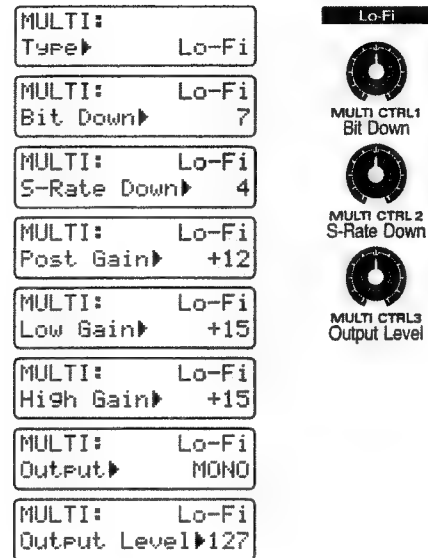 MULTI:
Type▶ Lo-Fi
MULTI: Lo-Fi
Bit Down▶ 7
MULTI: Lo-Fi
S-Rate Down▶ 4
MULTI: Lo-Fi
Post Gain▶ +12
MULTI: Lo-Fi
Low Gain▶ +15
MULTI: Lo-Fi
High Gain▶ +15
MULTI: Lo-Fi
Output▶ MONO
MULTI: Lo-Fi
Output Level▶127
Lo-Fi
MULTI CTRL1
Bit Down
MULTI CTRL2
S-Rate Down
MULTI CTRL3
Output Level